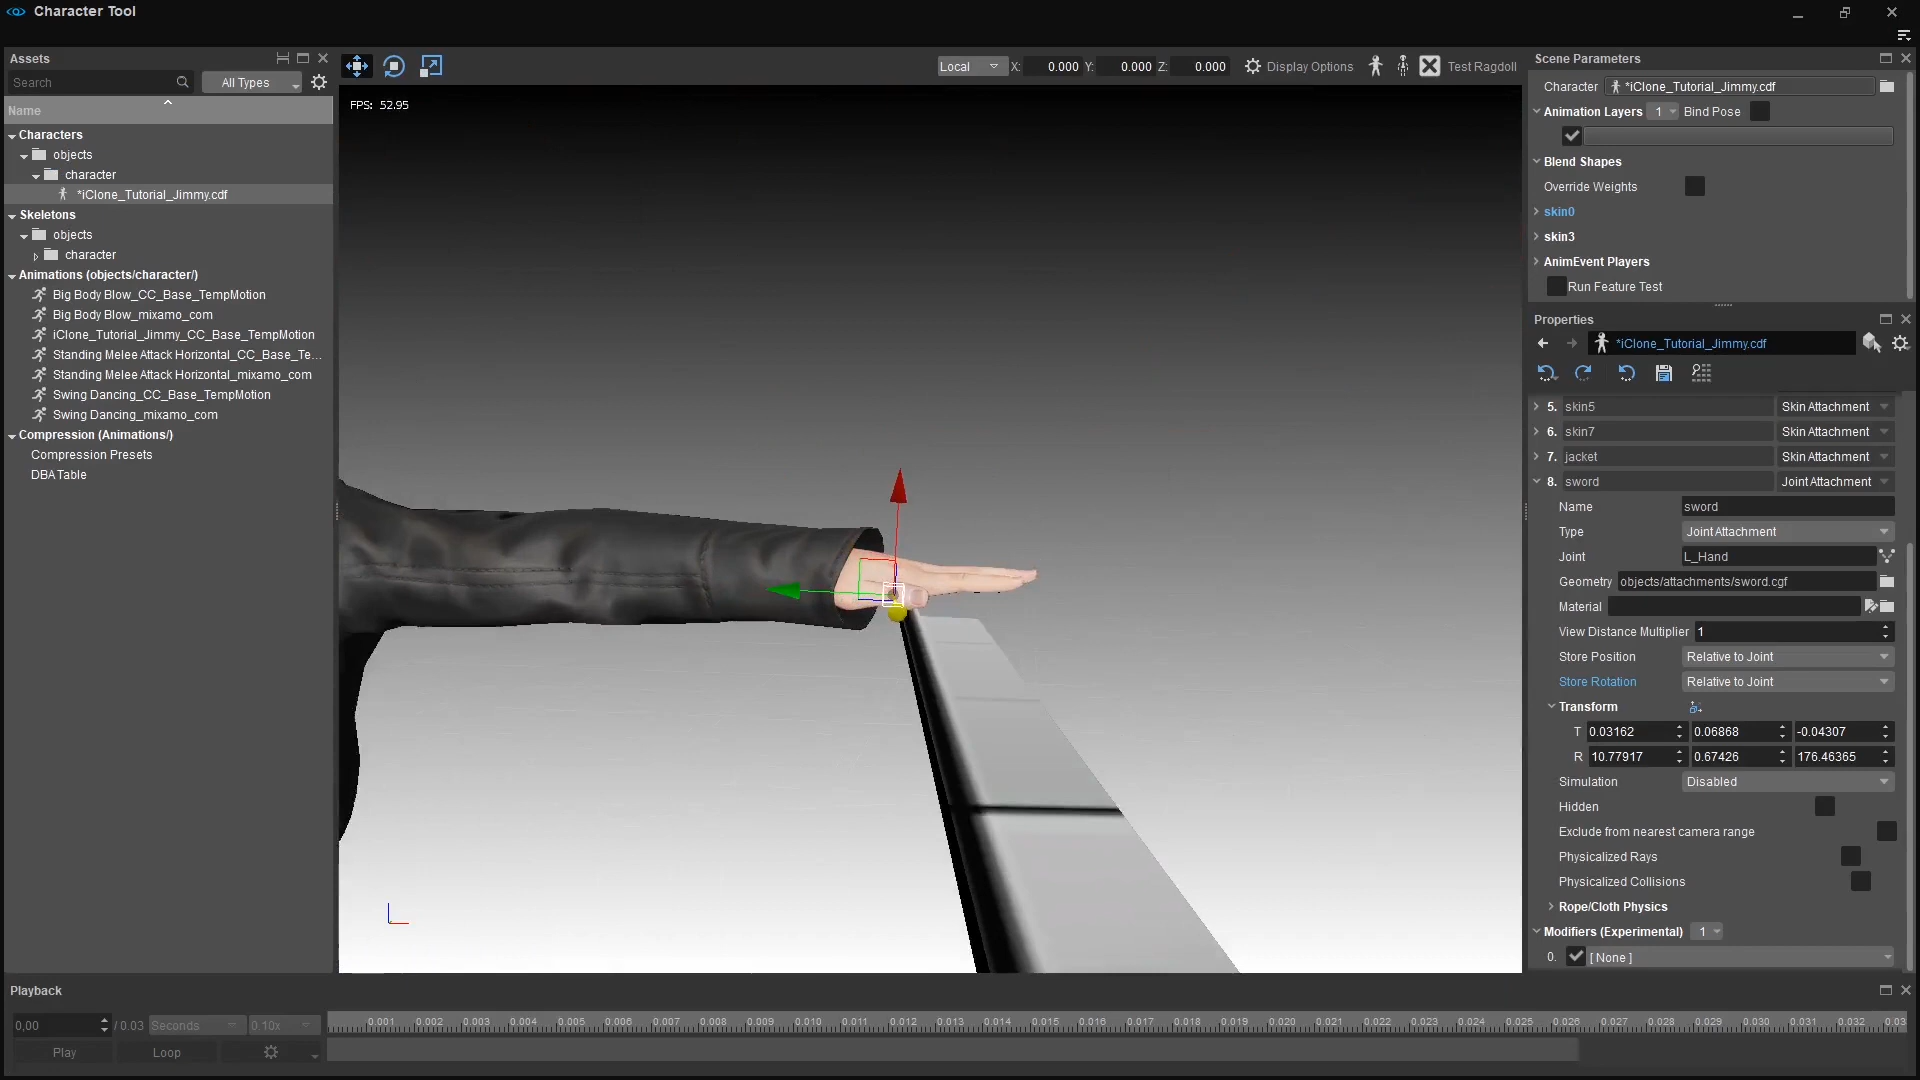 Character Tool
Assets
Search
All Types
Name
Characters
objects
character
*iClone_Tutorial_Jimmy.cdf
Skeletons
objects
character
Animations (objects/character/)
Big Body Blow_CC_Base_TempMotion
Big Body Blow_mixamo_com
iClone_Tutorial_Jimmy_CC_Base_TempMotion
Standing Melee Attack Horizontal_CC_Base_Te...
Standing Melee Attack Horizontal_mixamo_com
Swing Dancing_CC_Base_TempMotion
Swing Dancing_mixamo_com
Compression (Animations/)
Compression Presets
DBA Table
Local X: 0.000 Y: 0.000 Z: 0.000 Display Options Test Ragdoll
FPS: 52.95
Scene Parameters
Character *iClone_Tutorial_Jimmy.cdf
Animation Layers 1 Bind Pose
Blend Shapes
Override Weights
skin0
skin3
AnimEvent Players
Run Feature Test
Properties
*iClone_Tutorial_Jimmy.cdf
5. skin5 Skin Attachment
6. skin7 Skin Attachment
7. jacket Skin Attachment
8. sword Joint Attachment
Name sword
Type Joint Attachment
Joint L_Hand
Geometry objects/attachments/sword.cgf
Material
View Distance Multiplier 1
Store Position Relative to Joint
Store Rotation Relative to Joint
Transform
T 0.03162 0.06868 -0.04307
R 10.77917 0.67426 176.46365
Simulation Disabled
Hidden
Exclude from nearest camera range
Physicalized Rays
Physicalized Collisions
Rope/Cloth Physics
Modifiers (Experimental) 1
0. [ None ]
Playback
0,00 / 0.03 Seconds 0.10x
0.001 0.002 0.003 0.004 0.005 0.006 0.007 0.008 0.009 0.010 0.011 0.012 0.013 0.014 0.015 0.016 0.017 0.018 0.019 0.020 0.021 0.022 0.023 0.024 0.025 0.026 0.027 0.028 0.029 0.030 0.031 0.032 0.03
Play Loop